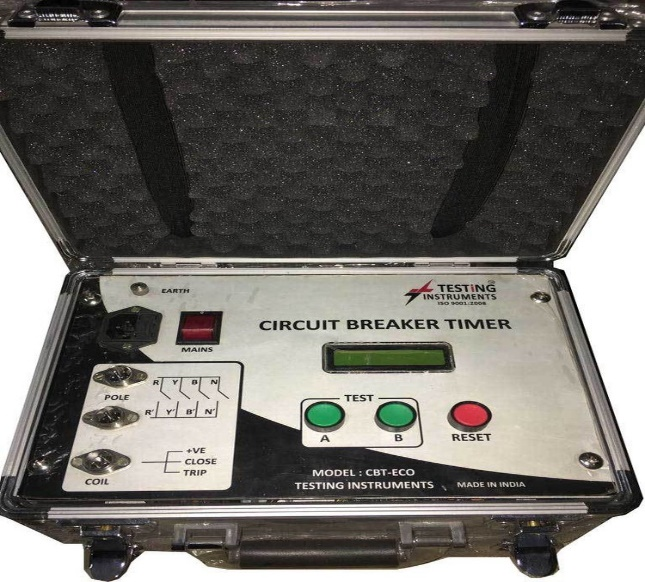 EARTH
TESTiNG
INSTRUMENTS
ISO 9001:2008
CIRCUIT BREAKER TIMER
MAINS
R Y B N
POLE
R' Y' B' N'
TEST
A B
RESET
+VE
CLOSE
TRIP
COIL
MODEL : CBT-ECO
TESTING INSTRUMENTS
MADE IN INDIA